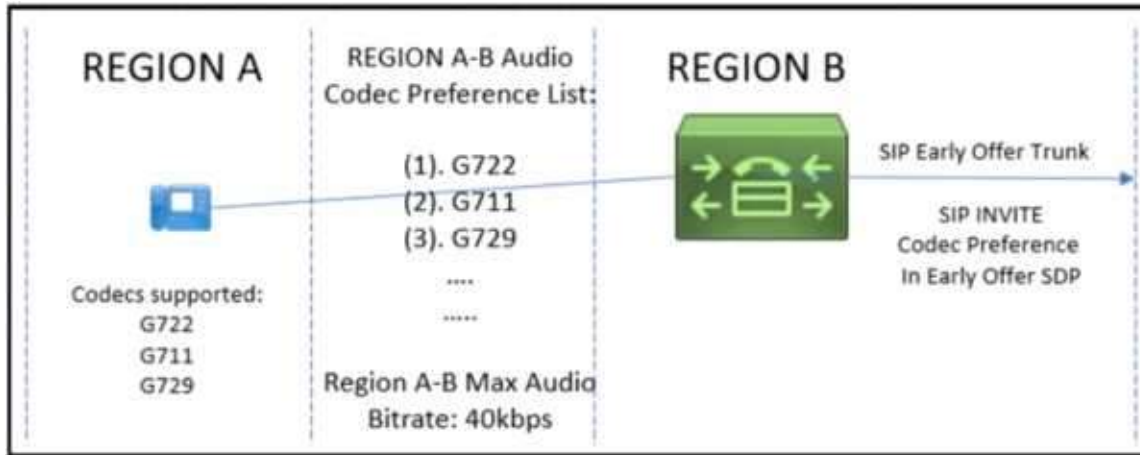 REGION A
Codecs supported:
G722
G711
G729
REGION A-B Audio
Codec Preference List:
(1). G722
(2). G711
(3). G729
....
.....
Region A-B Max Audio
Bitrate: 40kbps
REGION B
SIP Early Offer Trunk
SIP INVITE
Codec Preference
In Early Offer SDP